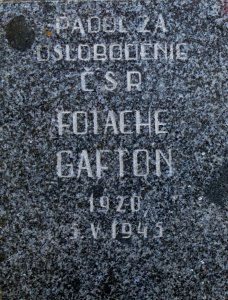 PADOL ZA
OSLOBODENIE
ČSR
FOTACHE
GAFTON
1920
3.V.1945